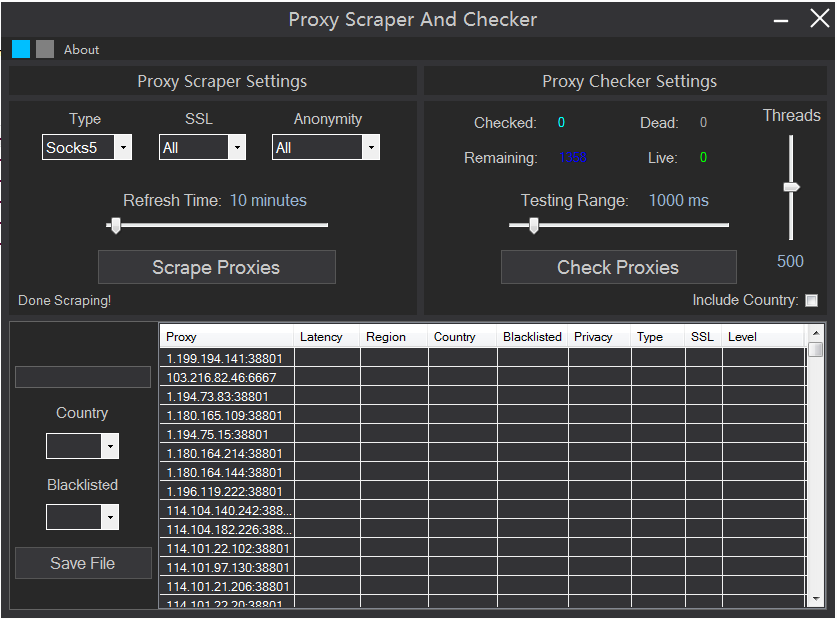 Proxy Scraper And Checker
About
Proxy Scraper Settings
Proxy Checker Settings
Type SSL Anonymity
Socks5 All All
Refresh Time: 10 minutes
Scrape Proxies
Done Scraping!
Checked: 0 Dead: 0
Remaining: Live: 0
Threads
Testing Range: 1000 ms
500
Check Proxies
Include Country:
Country
Blacklisted
Save File
Proxy Latency Region Country Blacklisted Privacy Type SSL Level
1.199.194.141:38801
103.216.82.46:6667
1.194.73.83:38801
1.180.165.109:38801
1.194.75.15:38801
1.180.164.214:38801
1.180.164.144:38801
1.196.119.222:38801
114.104.140.242:388...
114.104.182.226:388...
114.101.22.102:38801
114.101.97.130:38801
114.101.21.206:38801
114.101.22.20:38801